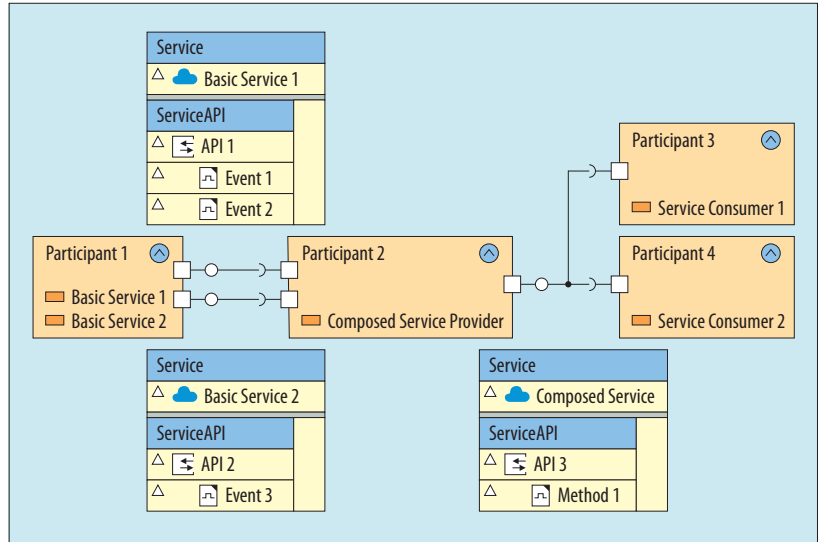 Service
Basic Service 1
ServiceAPI
API 1
Event 1
Event 2
Participant 3
Service Consumer 1
Participant 1
Basic Service 1
Basic Service 2
Participant 2
Composed Service Provider
Participant 4
Service Consumer 2
Service
Basic Service 2
ServiceAPI
API 2
Event 3
Service
Composed Service
ServiceAPI
API 3
Method 1